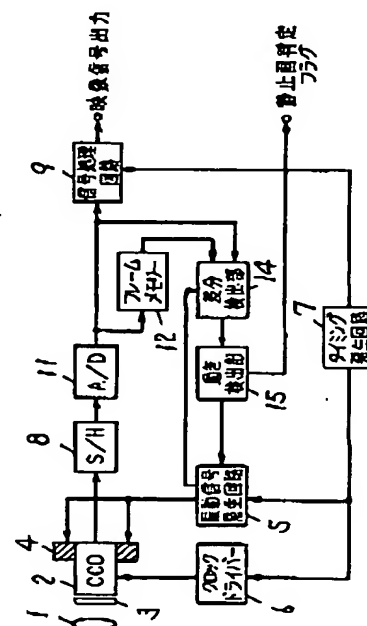 1
2
3
4
CCD
8
S/H
11
A/D
9
信号処理
回路
映像信号出力
フレーム
メモリー
12
差分
検出部
14
動き
検出部
15
静止画判定
フラグ
振動信号
発生回路
5
クロック
ドライバー
6
7
タイミング
発生回路